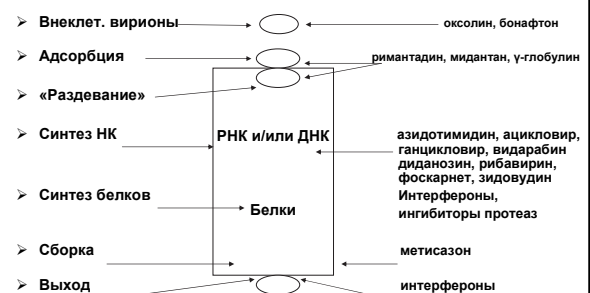 ➢ Внеклет. вирионы
оксолин, бонафтон
➢ Адсорбция
римантадин, мидантан, γ-глобулин
➢ «Раздевание»
➢ Синтез НК
РНК и/или ДНК
азидотимидин, ацикловир,
ганцикловир, видарабин
диданозин, рибавирин,
фоскарнет, зидовудин
➢ Синтез белков
Белки
Интерфероны,
ингибиторы протеаз
➢ Сборка
метисазон
➢ Выход
интерфероны